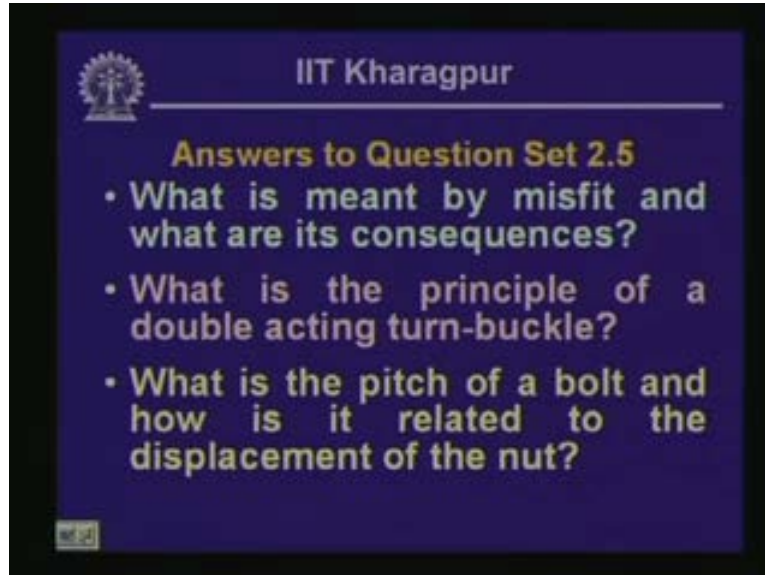 IIT Kharagpur
Answers to Question Set 2.5
• What is meant by misfit and
what are its consequences?
• What is the principle of a
double acting turn-buckle?
• What is the pitch of a bolt and
how is it related to the
displacement of the nut?